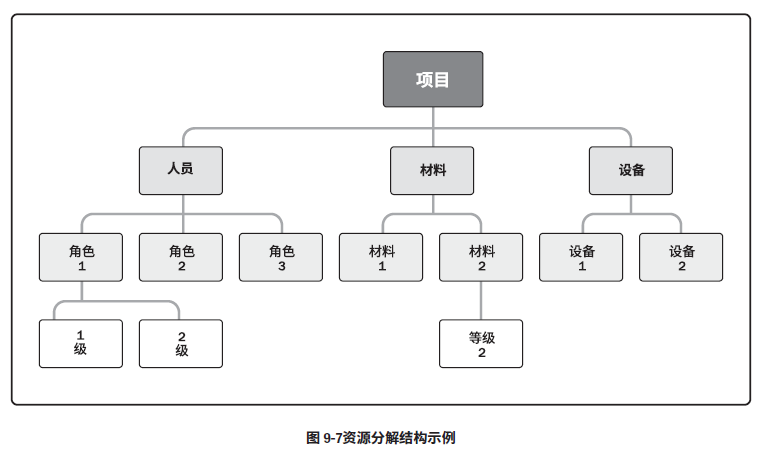 项目
人员
材料
设备
角色
1
角色
2
角色
3
材料
1
材料
2
设备
1
设备
2
1
级
2
级
等级
2
图 9-7资源分解结构示例